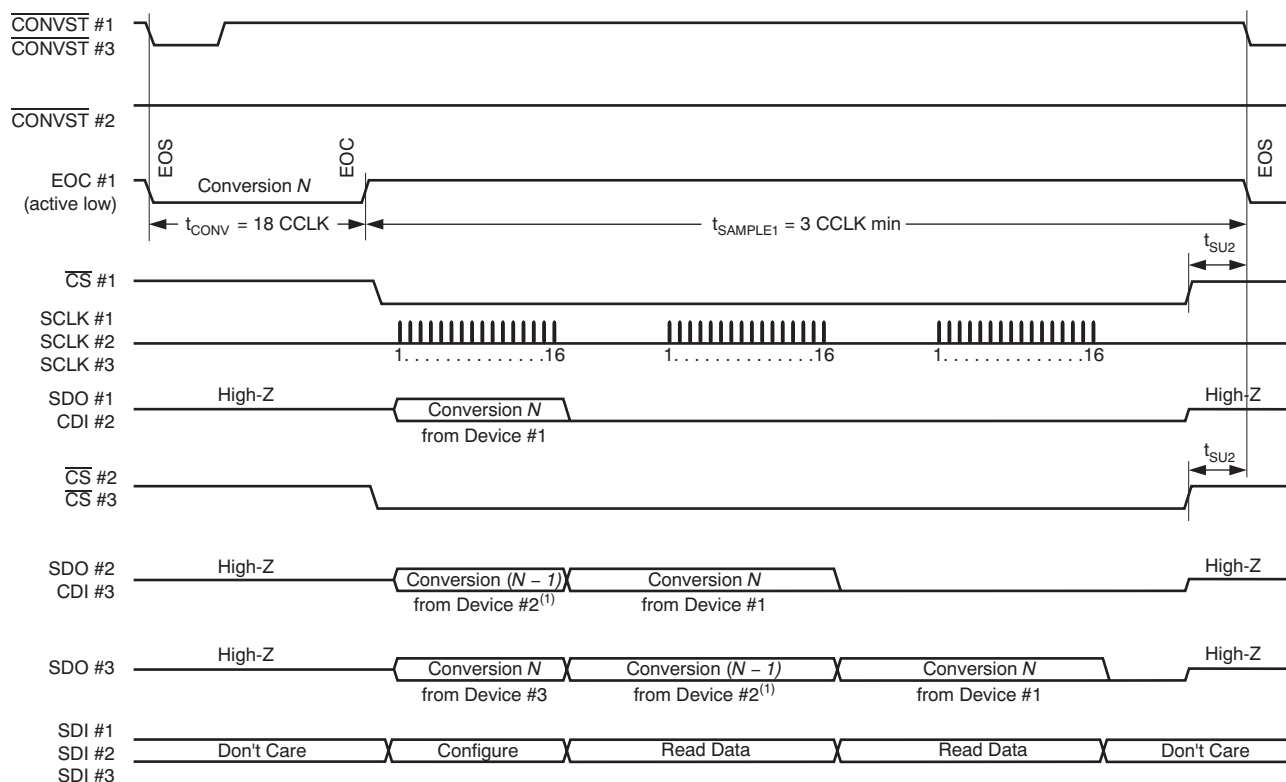 CONVST #1
CONVST #3
CONVST #2
EOS
EOC
EOS
EOC #1
(active low)
Conversion N
tCONV = 18 CCLK
tSAMPLE1 = 3 CCLK min
tSU2
CS #1
SCLK #1
SCLK #2
SCLK #3
1. . . . . . . . . . . . . .16
1. . . . . . . . . . . . . .16
1. . . . . . . . . . . . . .16
SDO #1
CDI #2
High-Z
Conversion N
from Device #1
High-Z
tSU2
CS #2
CS #3
SDO #2
CDI #3
High-Z
Conversion (N − 1)
from Device #2(1)
Conversion N
from Device #1
High-Z
SDO #3
High-Z
Conversion N
from Device #3
Conversion (N − 1)
from Device #2(1)
Conversion N
from Device #1
High-Z
SDI #1
SDI #2
SDI #3
Don't Care
Configure
Read Data
Read Data
Don't Care